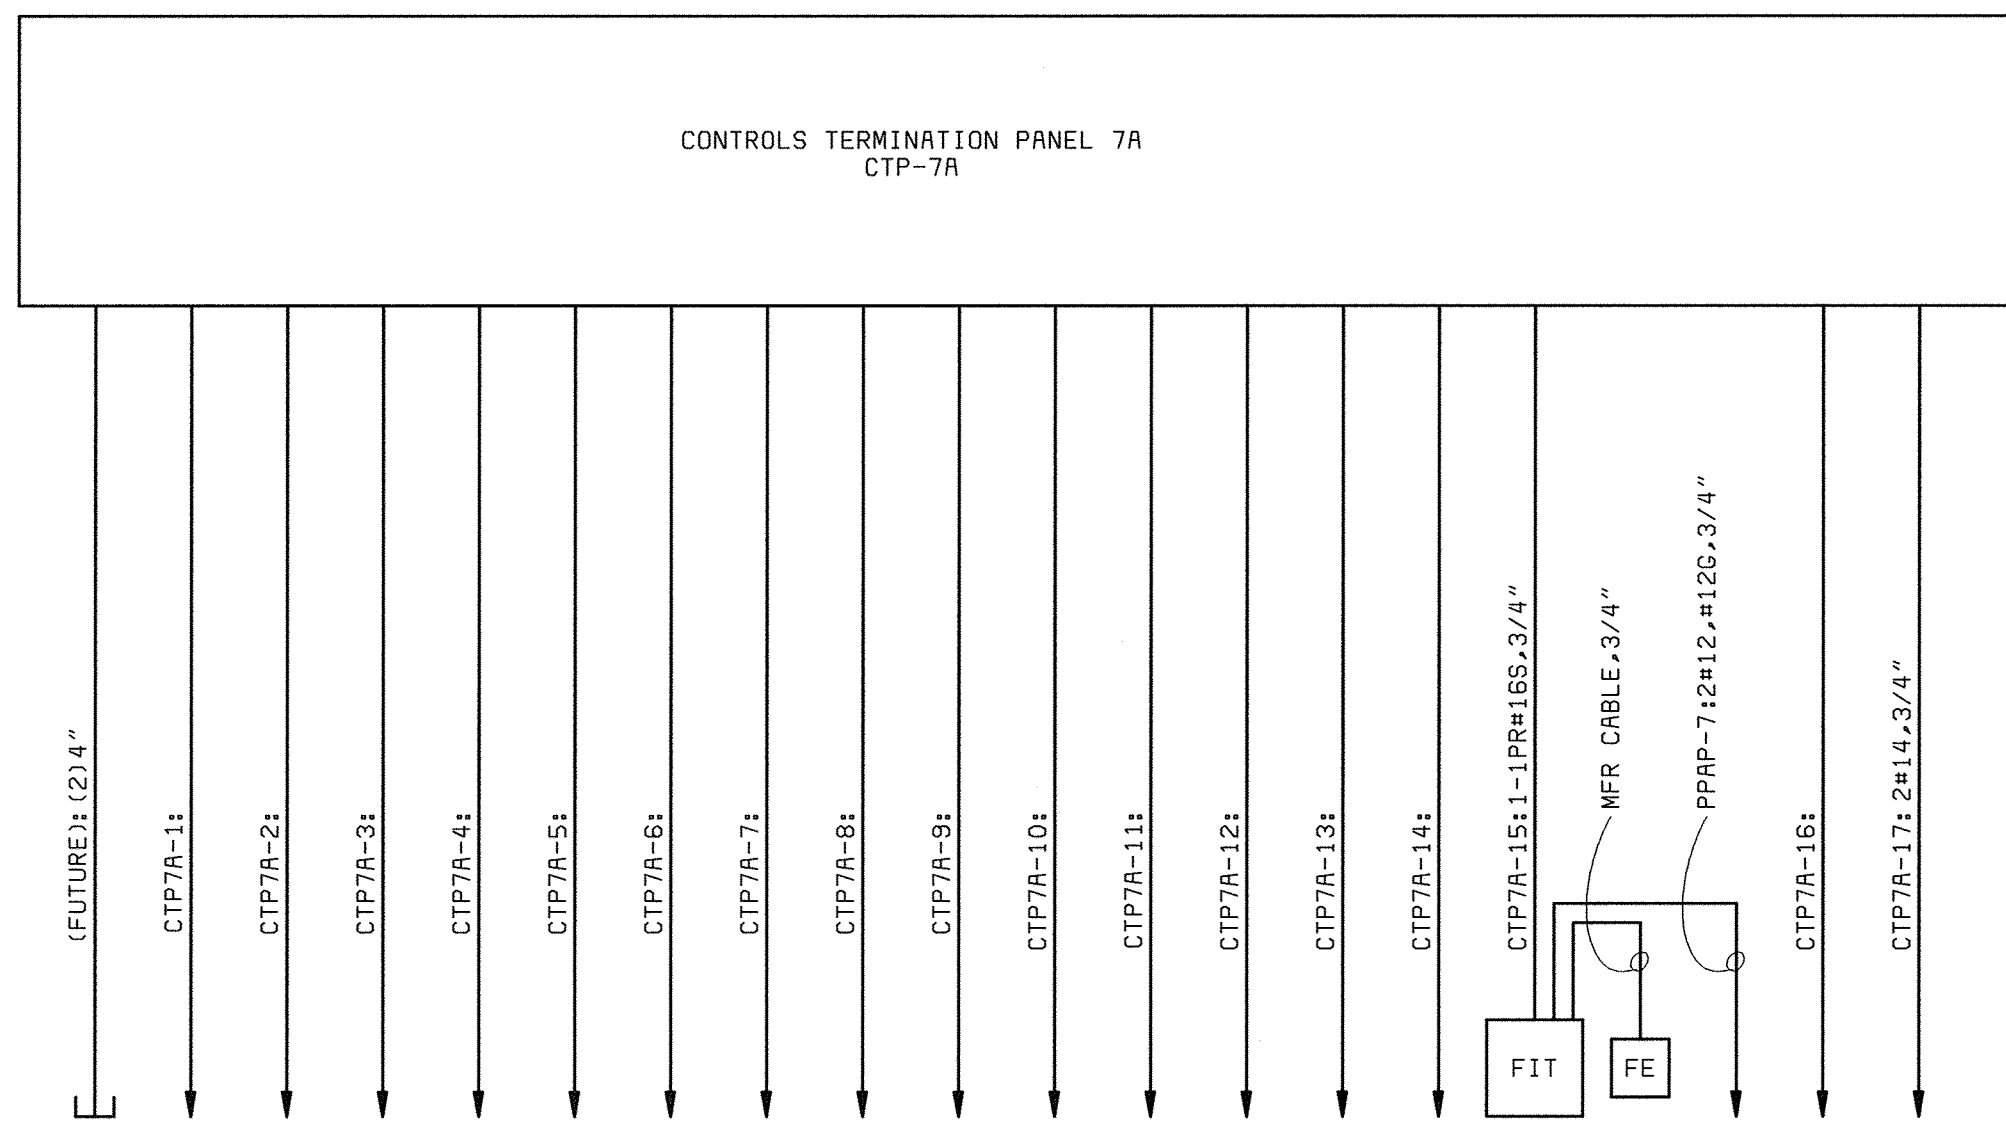 CONTROLS TERMINATION PANEL 7A
CTP-7A
(FUTURE): (2)4"
CTP7A-1:
CTP7A-2:
CTP7A-3:
CTP7A-4:
CTP7A-5:
CTP7A-6:
CTP7A-7:
CTP7A-8:
CTP7A-9:
CTP7A-10:
CTP7A-11:
CTP7A-12:
CTP7A-13:
CTP7A-14:
CTP7A-15: 1-1PR#16S,3/4"
MFR CABLE,3/4"
PPAP-7:2#12,#12G,3/4"
CTP7A-16:
CTP7A-17: 2#14,3/4"
FIT
FE